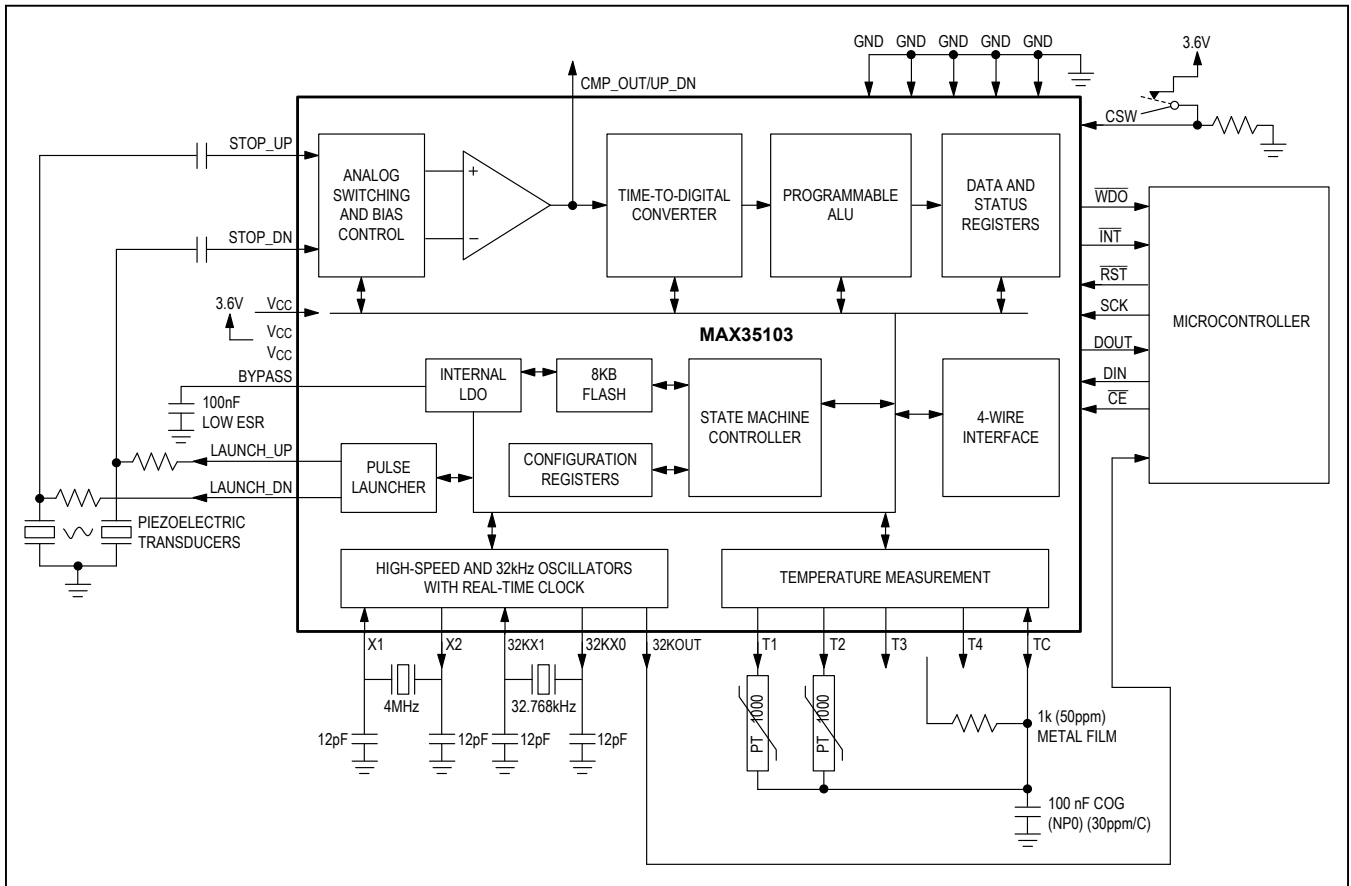 GND GND GND GND GND
3.6V
CMP_OUT/UP_DN
CSW
STOP_UP
STOP_DN
ANALOG
SWITCHING
AND BIAS
CONTROL
+
−
TIME-TO-DIGITAL
CONVERTER
PROGRAMMABLE
ALU
DATA AND
STATUS
REGISTERS
WDO
INT
RST
SCK
DOUT
DIN
CE
MICROCONTROLLER
3.6V
VCC
VCC
VCC
BYPASS
100nF
LOW ESR
MAX35103
INTERNAL
LDO
8KB
FLASH
STATE MACHINE
CONTROLLER
4-WIRE
INTERFACE
CONFIGURATION
REGISTERS
LAUNCH_UP
LAUNCH_DN
PULSE
LAUNCHER
PIEZOELECTRIC
TRANSDUCERS
HIGH-SPEED AND 32kHz OSCILLATORS
WITH REAL-TIME CLOCK
TEMPERATURE MEASUREMENT
X1 X2 32KX1 32KX0 32KOUT
T1 T2 T3 T4 TC
4MHz
32.768kHz
12pF 12pF 12pF 12pF
PT 1000
PT 1000
1k (50ppm)
METAL FILM
100 nF COG
(NP0) (30ppm/C)